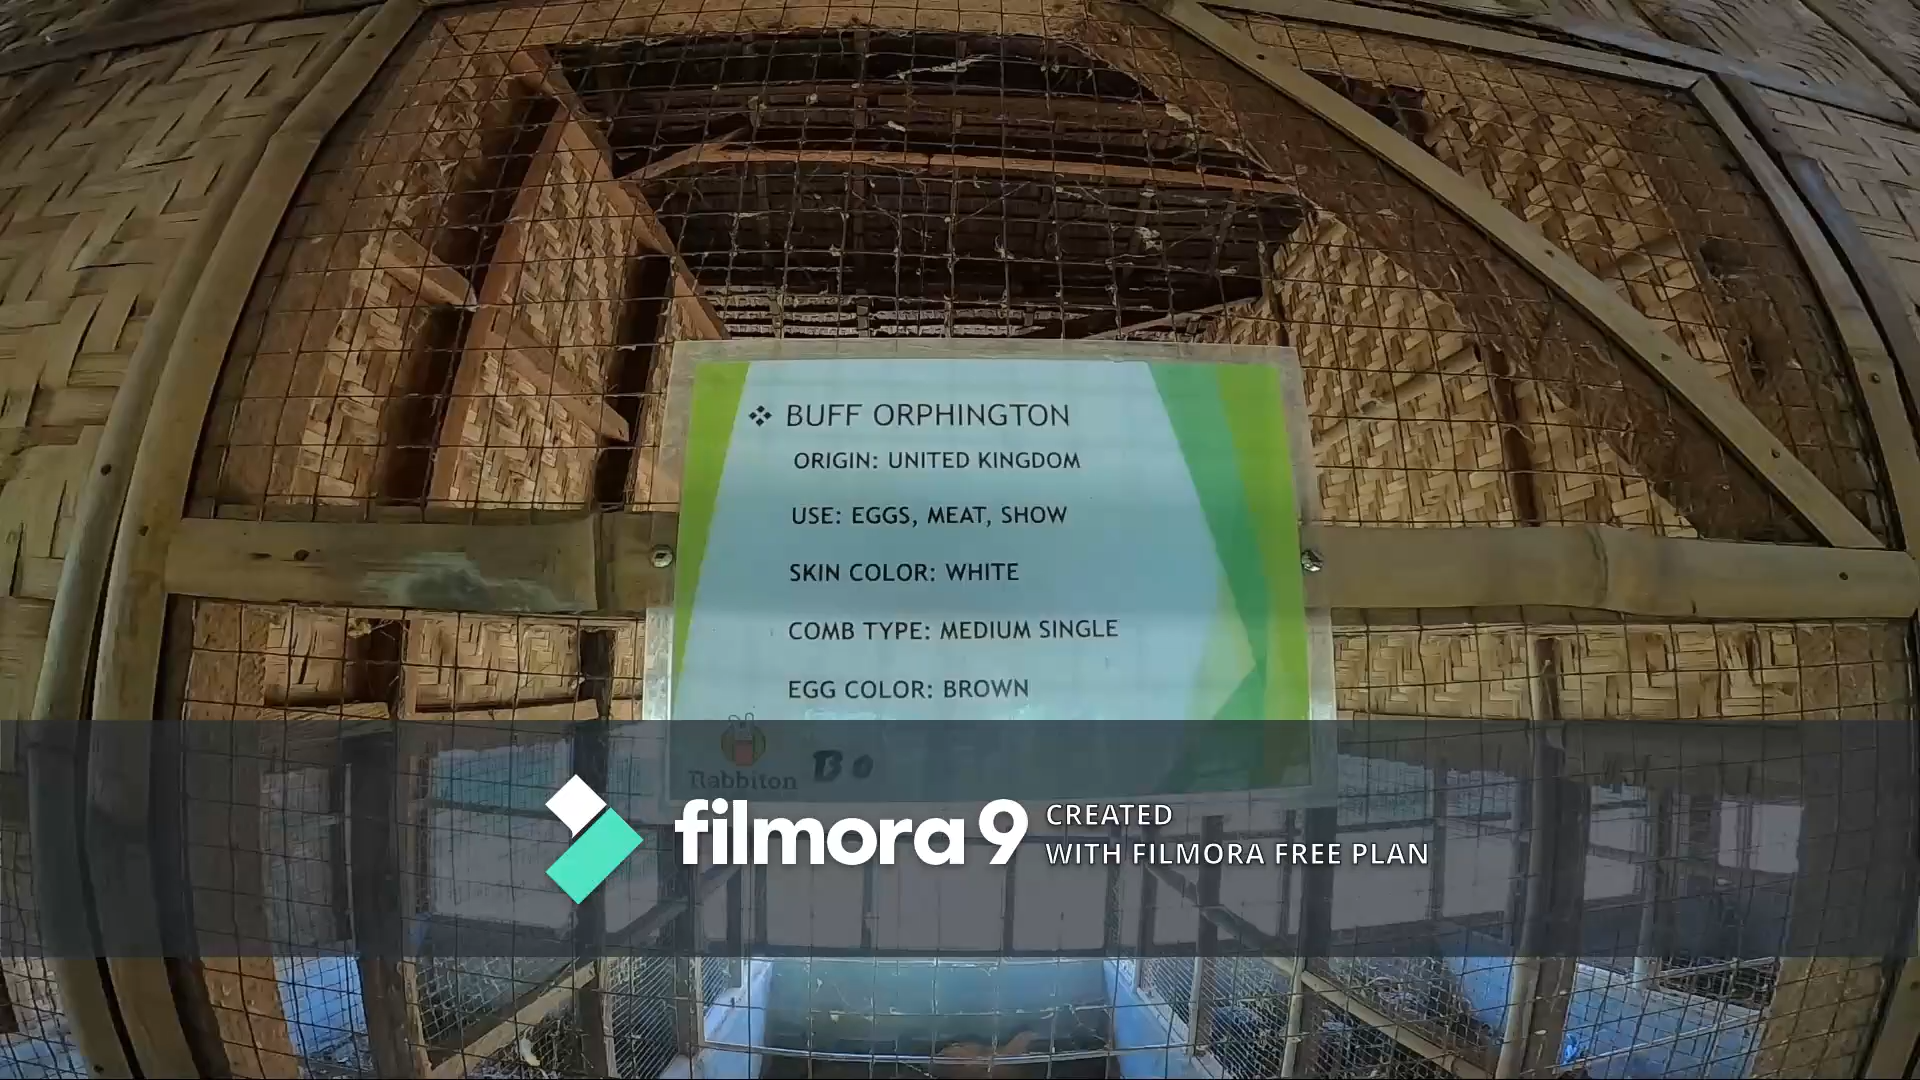 ❖ BUFF ORPHINGTON
ORIGIN: UNITED KINGDOM
USE: EGGS, MEAT, SHOW
SKIN COLOR: WHITE
COMB TYPE: MEDIUM SINGLE
EGG COLOR: BROWN
Rabbiton
filmora 9
CREATED
WITH FILMORA FREE PLAN